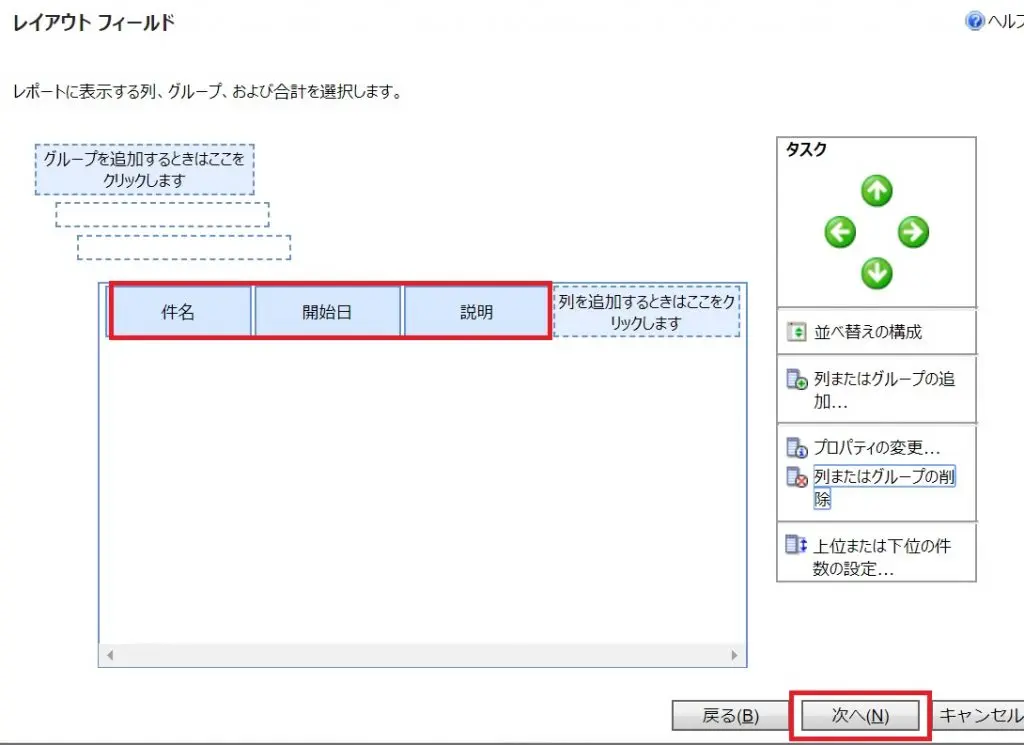 レイアウト フィールド
ヘルプ
レポートに表示する列、グループ、および合計を選択します。
グループを追加するときはここを
クリックします
件名
開始日
説明
列を追加するときはここをク
リックします
タスク
並べ替えの構成
列またはグループの追
加...
プロパティの変更...
列またはグループの削
除
上位または下位の件
数の設定...
戻る(B)
次へ(N)
キャンセル